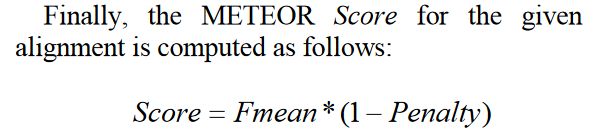 Finally, the METEOR Score for the given
alignment is computed as follows:
Score = Fmean * (1 – Penalty)